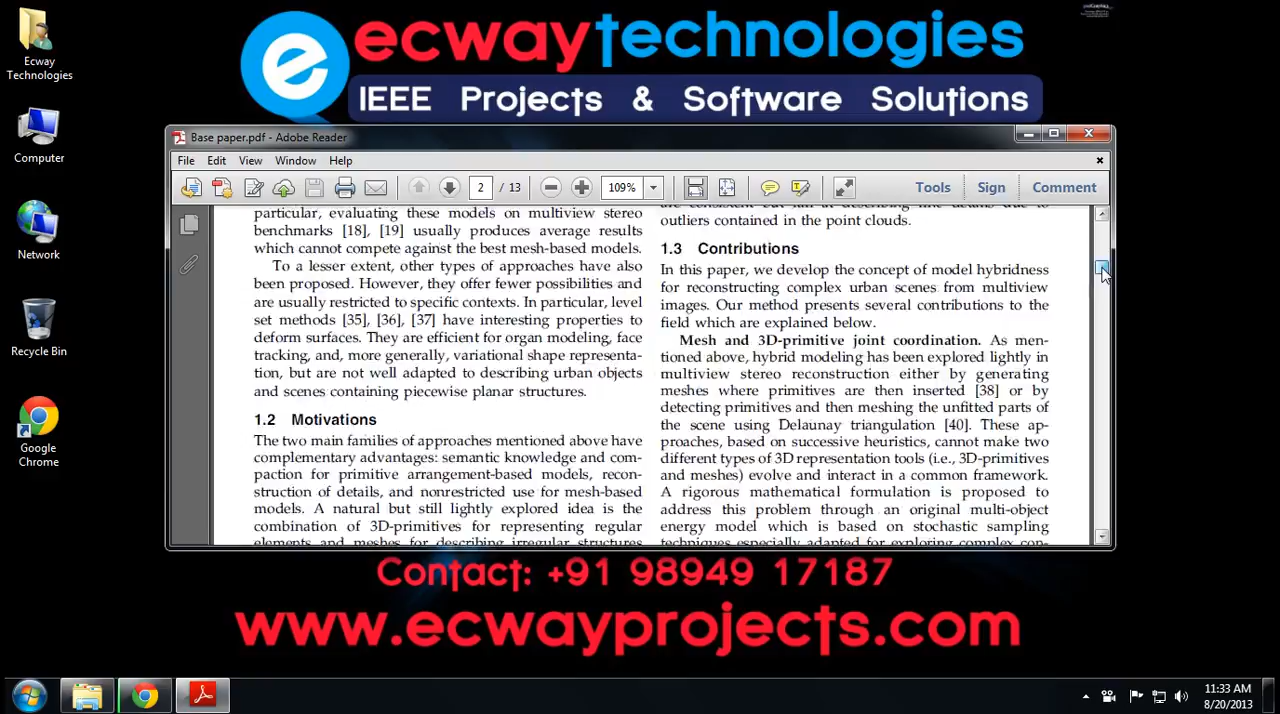 ecwaytechnologies
IEEE Projects & Software Solutions
Ecway
Technologies
Computer
Network
Recycle Bin
Google
Chrome
Base paper.pdf - Adobe Reader
File Edit View Window Help
2 / 13 109% Tools Sign Comment
particular, evaluating these models on multiview stereo
benchmarks [18], [19] usually produces average results
which cannot compete against the best mesh-based models.
To a lesser extent, other types of approaches have also
been proposed. However, they offer fewer possibilities and
are usually restricted to specific contexts. In particular, level
set methods [35], [36], [37] have interesting properties to
deform surfaces. They are efficient for organ modeling, face
tracking, and, more generally, variational shape representa-
tion, but are not well adapted to describing urban objects
and scenes containing piecewise planar structures.
1.2 Motivations
The two main families of approaches mentioned above have
complementary advantages: semantic knowledge and com-
paction for primitive arrangement-based models, recon-
struction of details, and nonrestricted use for mesh-based
models. A natural but still lightly explored idea is the
combination of 3D-primitives for representing regular
elements and meshes for describing irregular structures
outliers contained in the point clouds.
1.3 Contributions
In this paper, we develop the concept of model hybridness
for reconstructing complex urban scenes from multiview
images. Our method presents several contributions to the
field which are explained below.
Mesh and 3D-primitive joint coordination. As men-
tioned above, hybrid modeling has been explored lightly in
multiview stereo reconstruction either by generating
meshes where primitives are then inserted [38] or by
detecting primitives and then meshing the unfitted parts of
the scene using Delaunay triangulation [40]. These ap-
proaches, based on successive heuristics, cannot make two
different types of 3D representation tools (i.e., 3D-primitives
and meshes) evolve and interact in a common framework.
A rigorous mathematical formulation is proposed to
address this problem through an original multi-object
energy model which is based on stochastic sampling
techniques especially adapted for exploring complex con-
Contact: +91 98949 17187
www.ecwayprojects.com
11:33 AM
8/20/2013